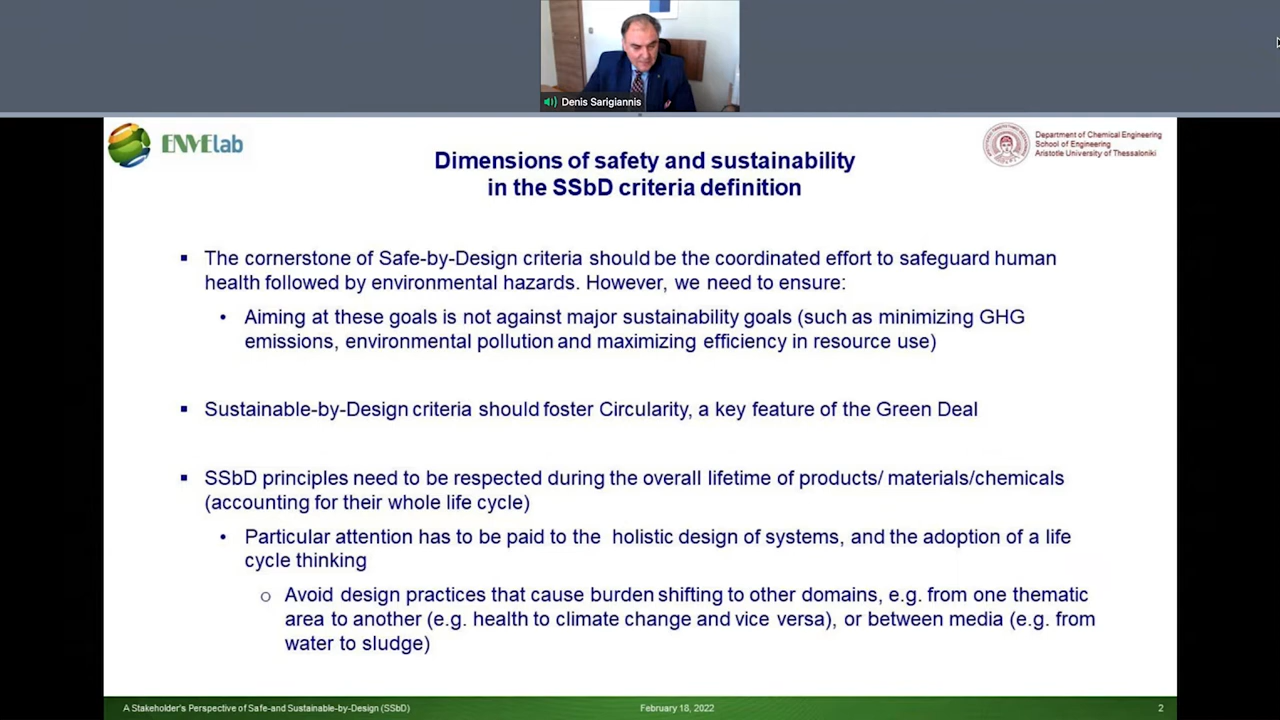 Denis Sarigiannis
ENVElab
Department of Chemical Engineering
School of Engineering
Aristotle University of Thessaloniki
Dimensions of safety and sustainability
in the SSbD criteria definition
▪ The cornerstone of Safe-by-Design criteria should be the coordinated effort to safeguard human
health followed by environmental hazards. However, we need to ensure:
• Aiming at these goals is not against major sustainability goals (such as minimizing GHG
emissions, environmental pollution and maximizing efficiency in resource use)
▪ Sustainable-by-Design criteria should foster Circularity, a key feature of the Green Deal
▪ SSbD principles need to be respected during the overall lifetime of products/ materials/chemicals
(accounting for their whole life cycle)
• Particular attention has to be paid to the holistic design of systems, and the adoption of a life
cycle thinking
o Avoid design practices that cause burden shifting to other domains, e.g. from one thematic
area to another (e.g. health to climate change and vice versa), or between media (e.g. from
water to sludge)
A Stakeholder's Perspective of Safe-and Sustainable-by-Design (SSbD)
February 18, 2022
2